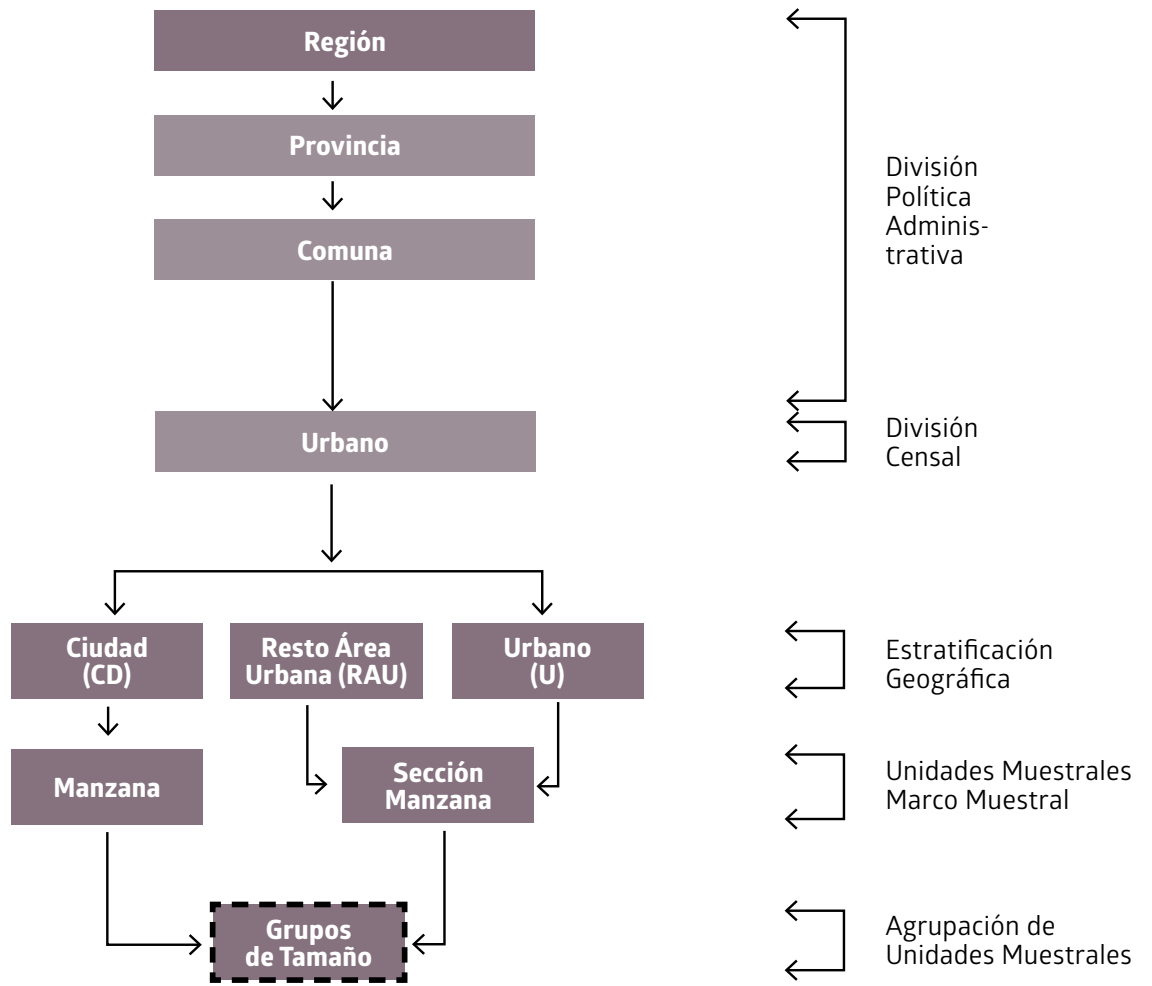 Región
Provincia
Comuna
División
Política
Adminis-
trativa
Urbano
División
Censal
Ciudad
(CD)
Resto Área
Urbana (RAU)
Urbano
(U)
Estratificación
Geográfica
Manzana
Sección
Manzana
Unidades Muestrales
Marco Muestral
Grupos
de Tamaño
Agrupación de
Unidades Muestrales